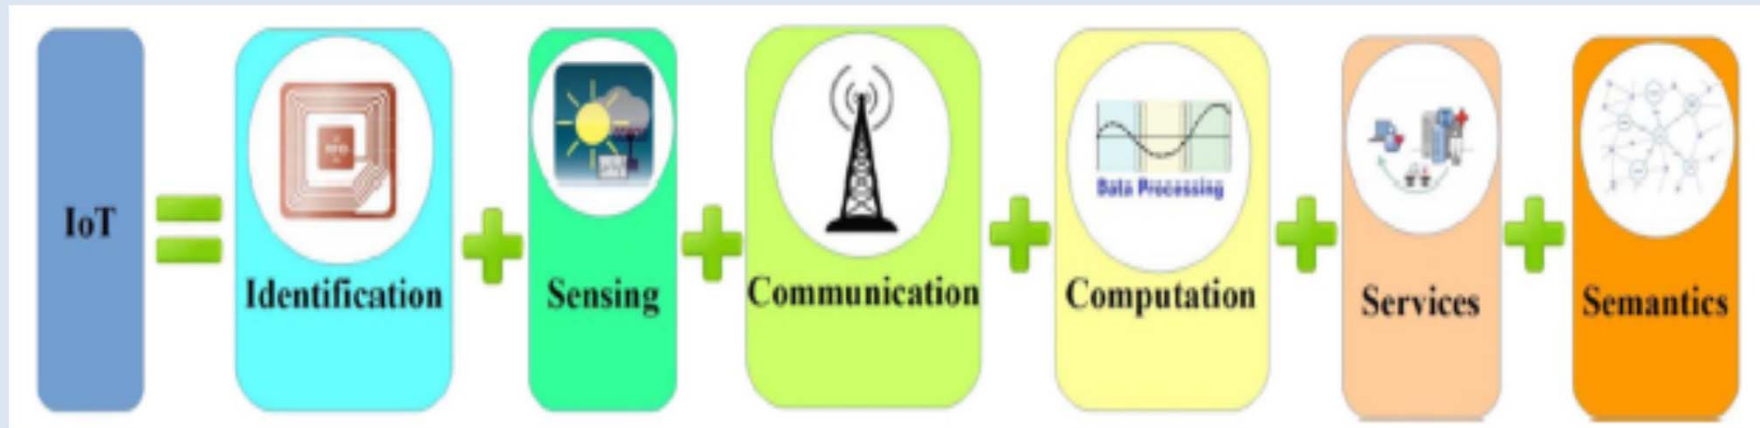 IoT
Identification
Sensing
Communication
Data Processing
Computation
Services
Semantics